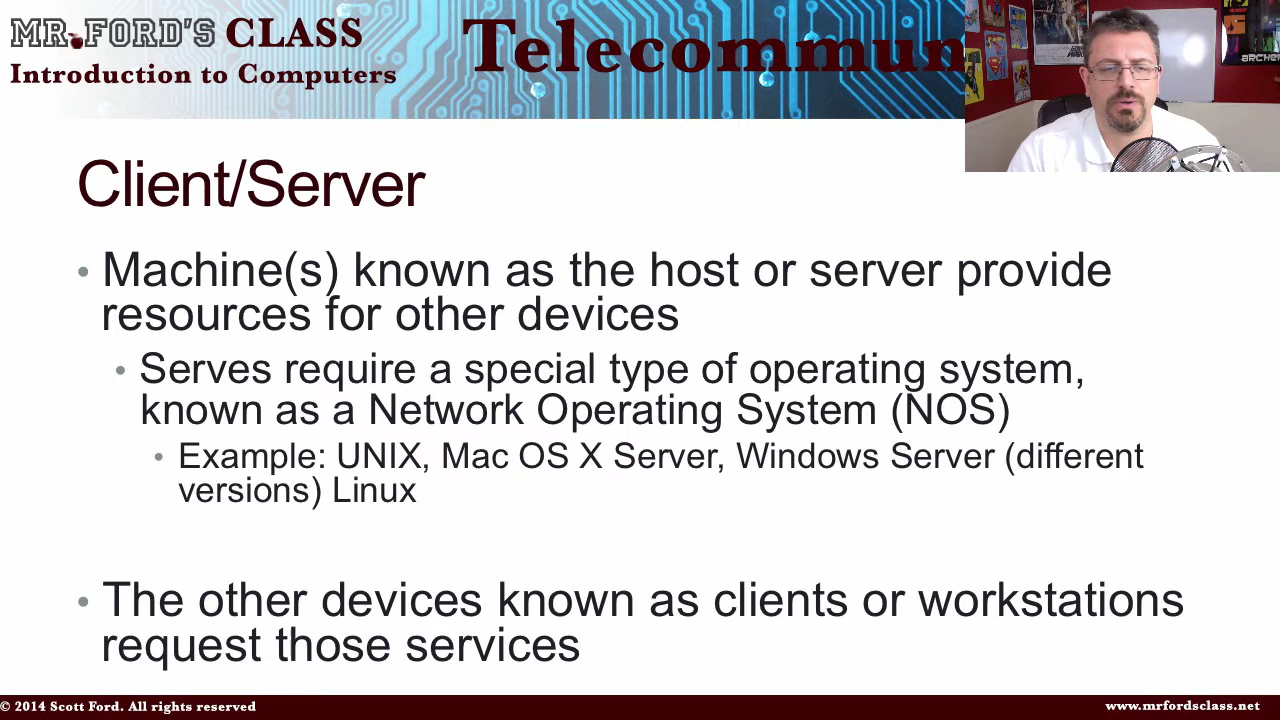 MR.FORD'S CLASS
Introduction to Computers
Telecommun
ARCHER
Client/Server
• Machine(s) known as the host or server provide
resources for other devices
• Serves require a special type of operating system,
known as a Network Operating System (NOS)
• Example: UNIX, Mac OS X Server, Windows Server (different
versions) Linux
• The other devices known as clients or workstations
request those services
© 2014 Scott Ford. All rights reserved
www.mrfordsclass.net